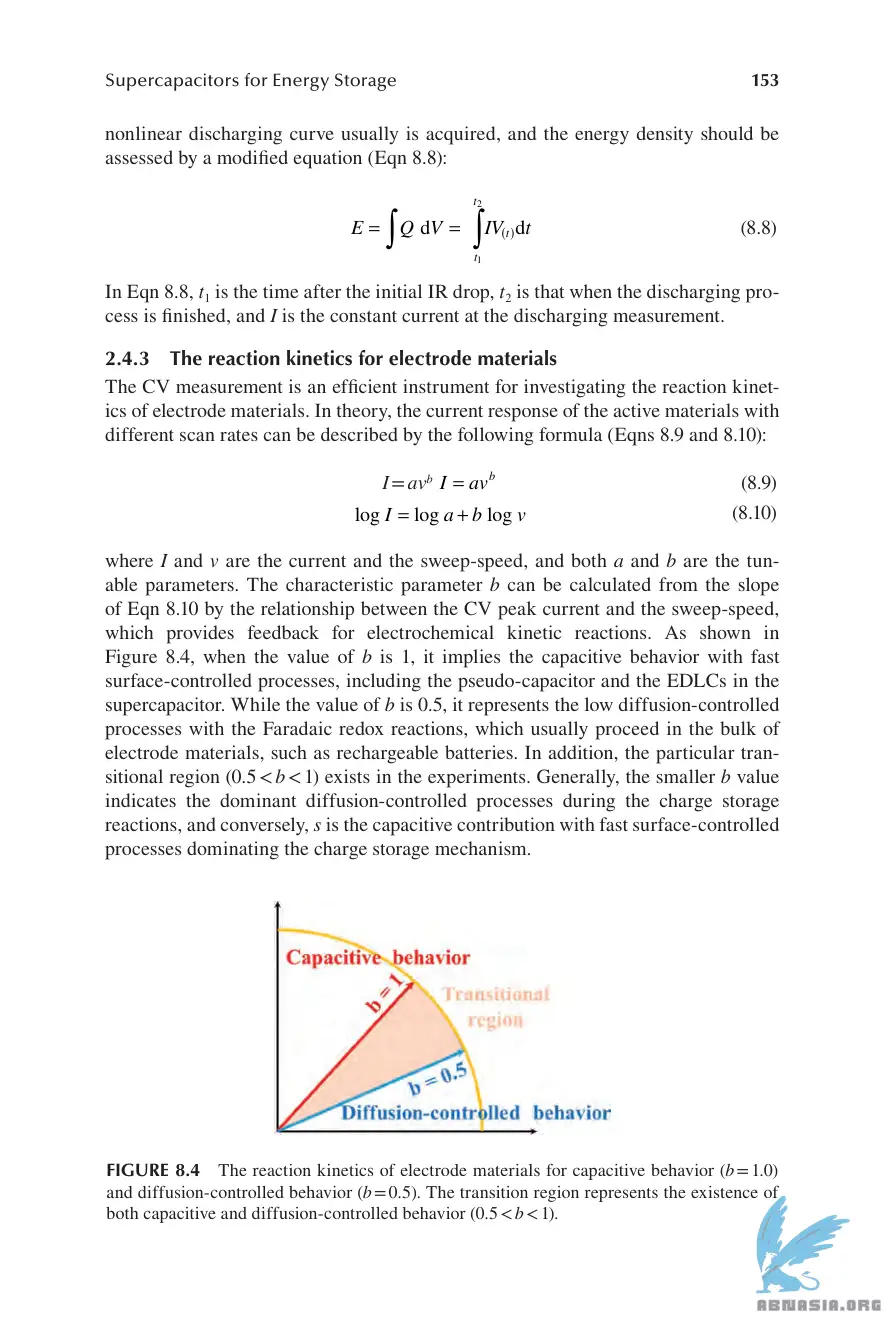 Supercapacitors for Energy Storage 153
nonlinear discharging curve usually is acquired, and the energy density should be
assessed by a modified equation (Eqn 8.8):
E = ∫Q dV = ∫_{t₁}^{t₂} IV₍t₎dt (8.8)
In Eqn 8.8, t₁ is the time after the initial IR drop, t₂ is that when the discharging pro-
cess is finished, and I is the constant current at the discharging measurement.
2.4.3 The reaction kinetics for electrode materials
The CV measurement is an efficient instrument for investigating the reaction kinet-
ics of electrode materials. In theory, the current response of the active materials with
different scan rates can be described by the following formula (Eqns 8.9 and 8.10):
I=avᵇ I = avᵇ (8.9)
log I = log a + b log v (8.10)
where I and v are the current and the sweep-speed, and both a and b are the tun-
able parameters. The characteristic parameter b can be calculated from the slope
of Eqn 8.10 by the relationship between the CV peak current and the sweep-speed,
which provides feedback for electrochemical kinetic reactions. As shown in
Figure 8.4, when the value of b is 1, it implies the capacitive behavior with fast
surface-controlled processes, including the pseudo-capacitor and the EDLCs in the
supercapacitor. While the value of b is 0.5, it represents the low diffusion-controlled
processes with the Faradaic redox reactions, which usually proceed in the bulk of
electrode materials, such as rechargeable batteries. In addition, the particular tran-
sitional region (0.5<b<1) exists in the experiments. Generally, the smaller b value
indicates the dominant diffusion-controlled processes during the charge storage
reactions, and conversely, s is the capacitive contribution with fast surface-controlled
processes dominating the charge storage mechanism.
Capacitive behavior
b = 1
Transitional
region
b = 0.5
Diffusion-controlled behavior
FIGURE 8.4 The reaction kinetics of electrode materials for capacitive behavior (b=1.0)
and diffusion-controlled behavior (b=0.5). The transition region represents the existence of
both capacitive and diffusion-controlled behavior (0.5<b<1).
ABNASIA.ORG